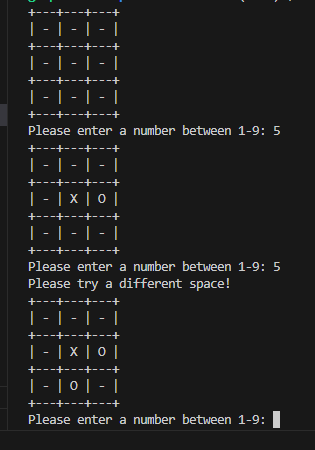 +---+---+---+
| - | - | - |
+---+---+---+
| - | - | - |
+---+---+---+
| - | - | - |
+---+---+---+
Please enter a number between 1-9: 5
+---+---+---+
| - | - | - |
+---+---+---+
| - | X | O |
+---+---+---+
| - | - | - |
+---+---+---+
Please enter a number between 1-9: 5
Please try a different space!
+---+---+---+
| - | - | - |
+---+---+---+
| - | X | O |
+---+---+---+
| - | O | - |
+---+---+---+
Please enter a number between 1-9: